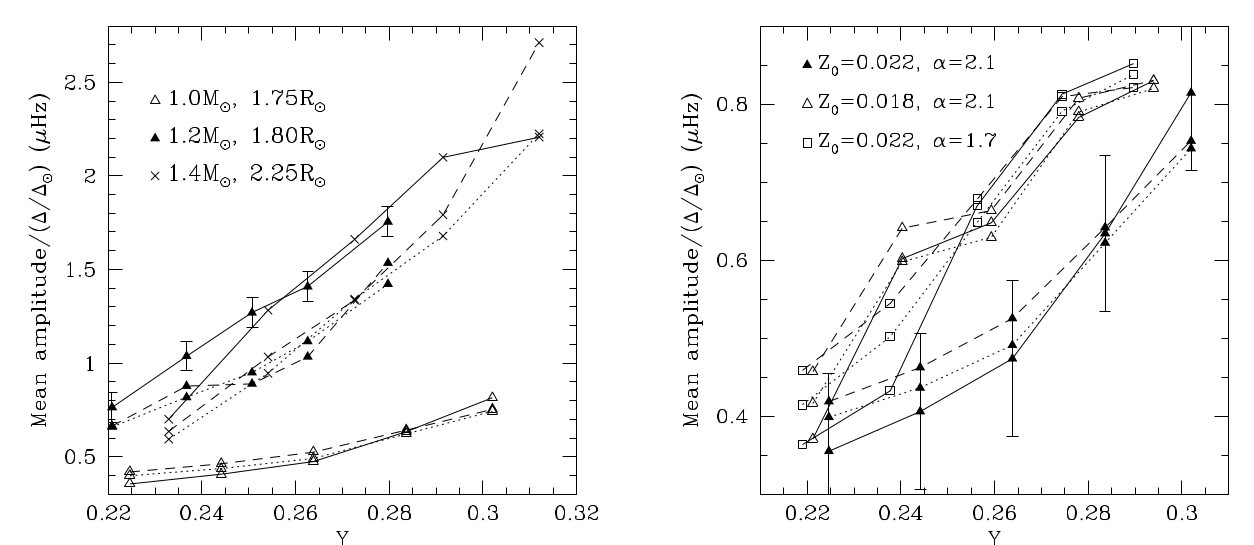 Mean amplitude/(Δ/Δ☉) (μHz)
2.5
2
1.5
1
0.5
△ 1.0M☉, 1.75R☉
▲ 1.2M☉, 1.80R☉
× 1.4M☉, 2.25R☉
0.22 0.24 0.26 0.28 0.3 0.32
Y
Mean amplitude/(Δ/Δ☉) (μHz)
0.8
0.6
0.4
▲ Z₀=0.022, α=2.1
△ Z₀=0.018, α=2.1
□ Z₀=0.022, α=1.7
0.22 0.24 0.26 0.28 0.3
Y